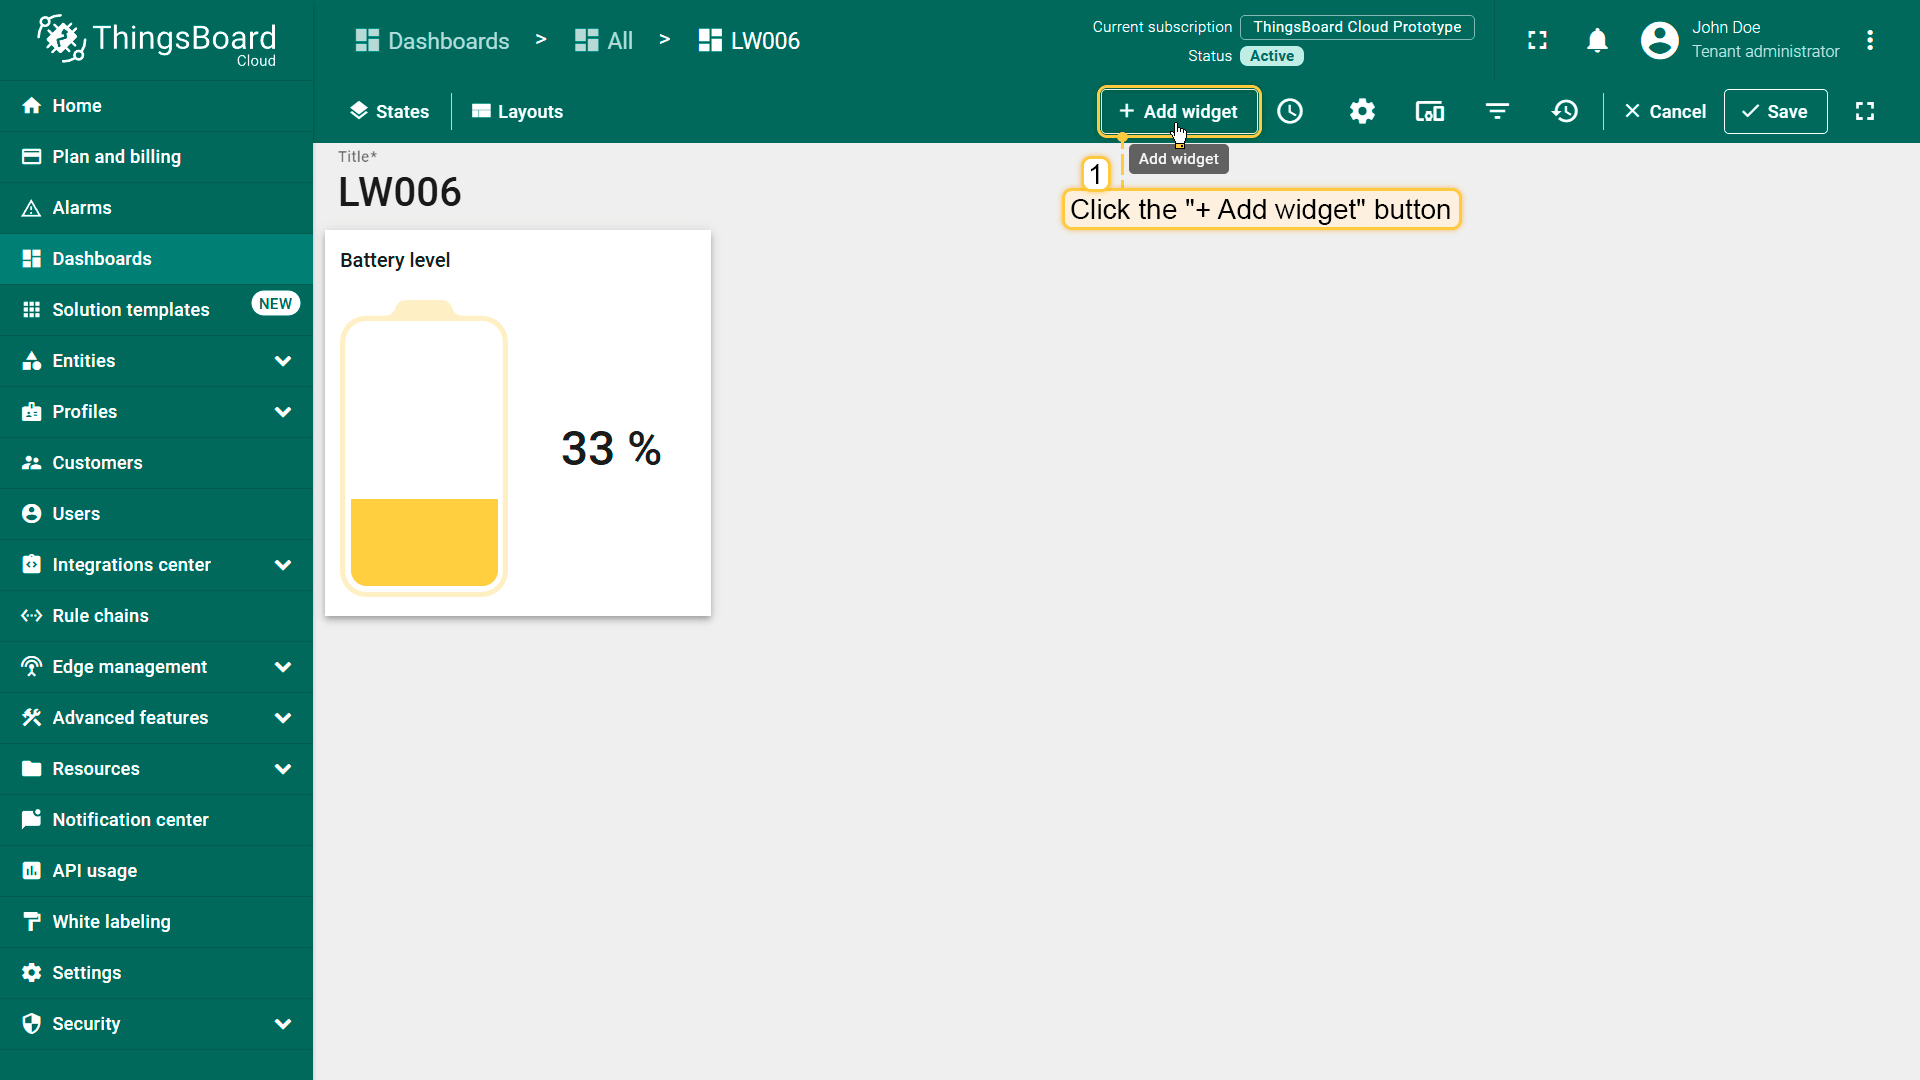 ThingsBoard
Cloud
Dashboards > All > LW006
Current subscription ThingsBoard Cloud Prototype
Status Active
John Doe
Tenant administrator
Home
Plan and billing
Alarms
Dashboards
Solution templates NEW
Entities
Profiles
Customers
Users
Integrations center
Rule chains
Edge management
Advanced features
Resources
Notification center
API usage
White labeling
Settings
Security
States
Layouts
+ Add widget
Cancel
Save
Add widget
1
Click the "+ Add widget" button
Title*
LW006
Battery level
33 %